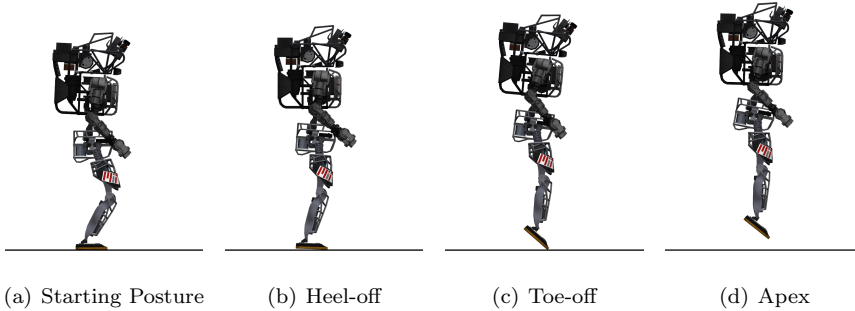 (a) Starting Posture
(b) Heel-off
(c) Toe-off
(d) Apex